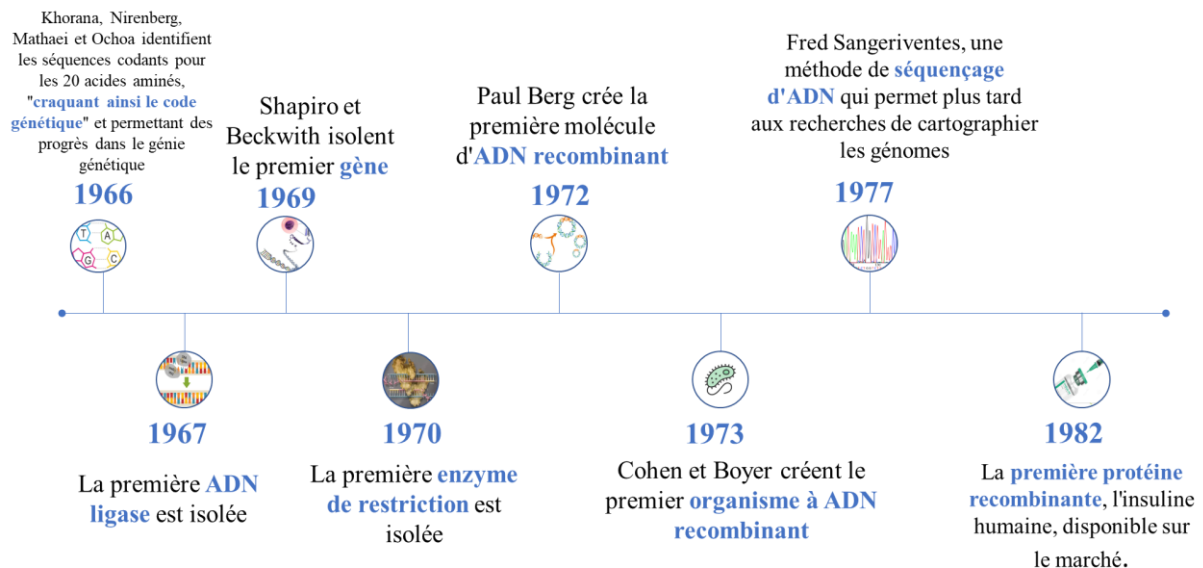 Khorana, Nirenberg,
Mathaei et Ochoa identifient
les séquences codants pour
les 20 acides aminés,
"craquant ainsi le code
génétique" et permettant des
progrès dans le génie
génétique
1966
Shapiro et
Beckwith isolent
le premier gène
1969
Paul Berg crée la
première molécule
d'ADN recombinant
1972
Fred Sangeriventes, une
méthode de séquençage
d'ADN qui permet plus tard
aux recherches de cartographier
les génomes
1977
T
A
G
C
1967
La première ADN
ligase est isolée
1970
La première enzyme
de restriction est
isolée
1973
Cohen et Boyer créent le
premier organisme à ADN
recombinant
1982
La première protéine
recombinante, l'insuline
humaine, disponible sur
le marché.